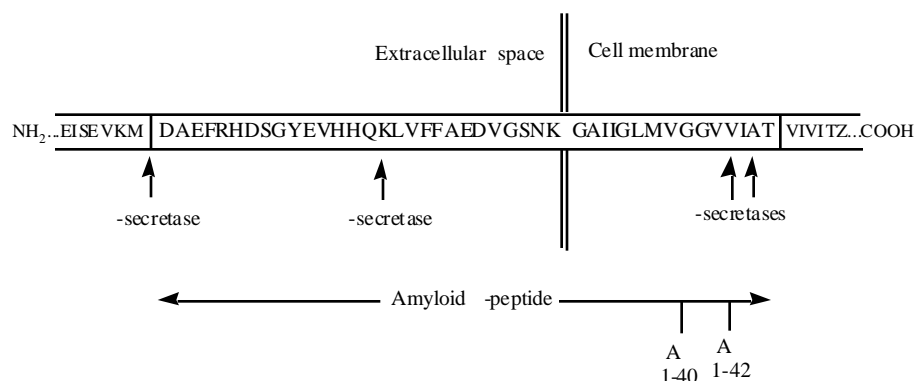 Extracellular space
Cell membrane
NH2...EISEVKM DAEFRHDSGYEVHHQKLVFFAEDVGSNK GAIIGLMVGGVVIAT VIVITZ...COOH
-secretase
-secretase
-secretases
Amyloid -peptide
A
1-40
A
1-42